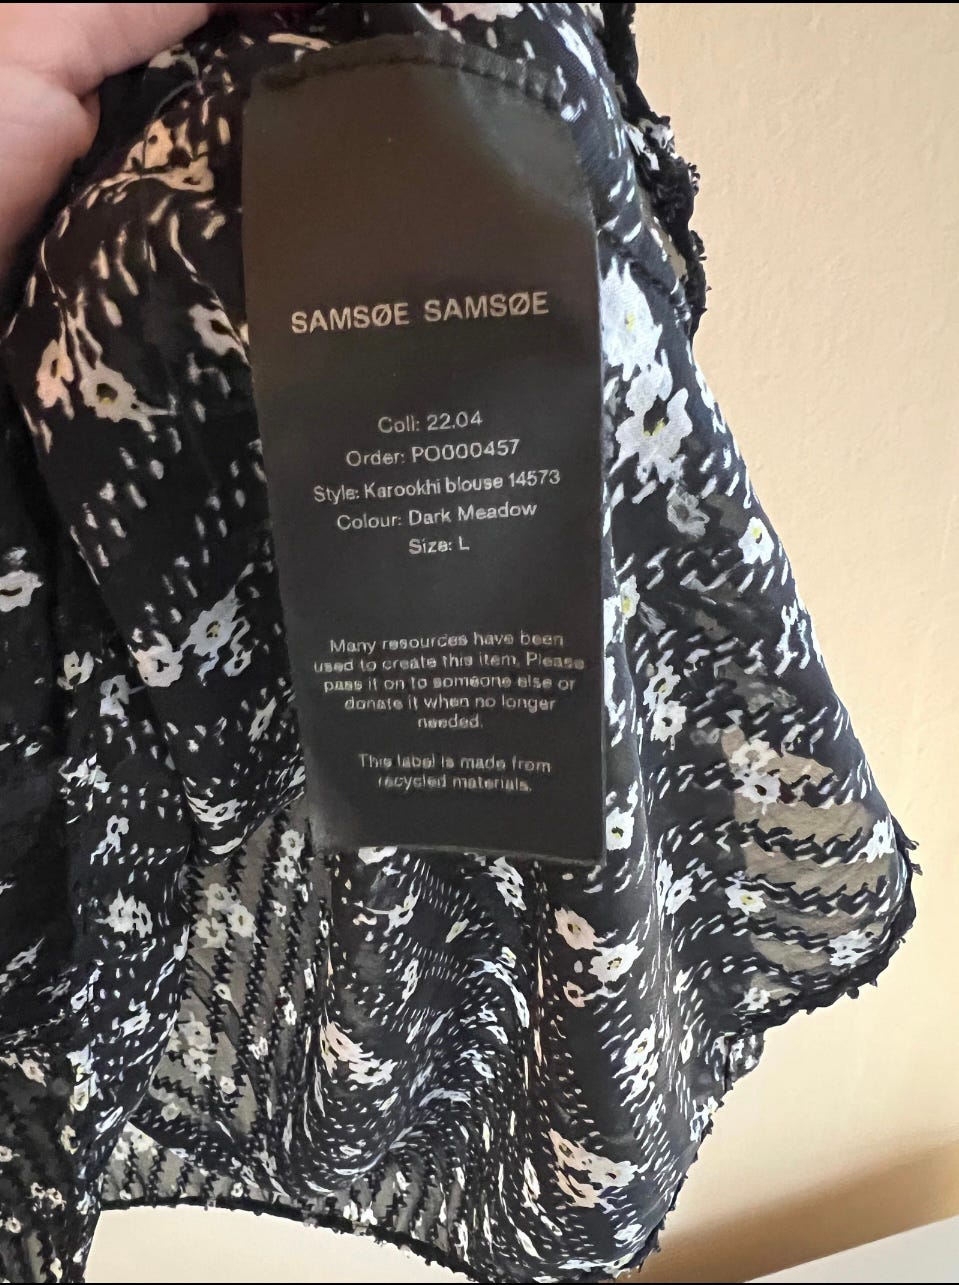 SAMSØE SAMSØE
Coll: 22.04
Order: PO000457
Style: Karookhi blouse 14573
Colour: Dark Meadow
Size: L
Many resources have been
used to create this item. Please
pass it on to someone else or
donate it when no longer
needed.
This label is made from
recycled materials.